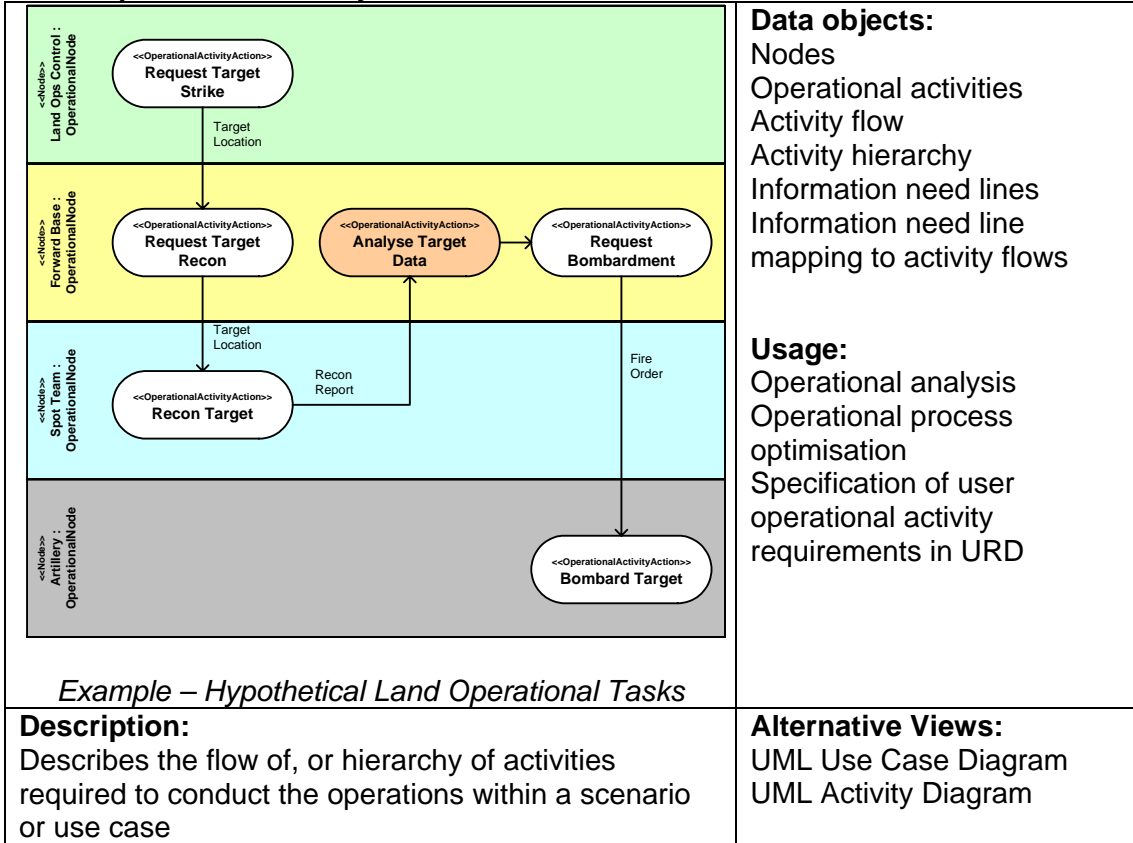 <<Node>>
Land Ops Control :
OperationalNode
<<OperationalActivityAction>>
Request Target
Strike
Target
Location
<<Node>>
Forward Base :
OperationalNode
<<OperationalActivityAction>>
Request Target
Recon
<<OperationalActivityAction>>
Analyse Target
Data
<<OperationalActivityAction>>
Request
Bombardment
<<Node>>
Spot Team :
OperationalNode
Target
Location
<<OperationalActivityAction>>
Recon Target
Recon
Report
Fire
Order
<<Node>>
Artillery :
OperationalNode
<<OperationalActivityAction>>
Bombard Target
Example – Hypothetical Land Operational Tasks
Data objects:
Nodes
Operational activities
Activity flow
Activity hierarchy
Information need lines
Information need line
mapping to activity flows
Usage:
Operational analysis
Operational process
optimisation
Specification of user
operational activity
requirements in URD
Description:
Describes the flow of, or hierarchy of activities
required to conduct the operations within a scenario
or use case
Alternative Views:
UML Use Case Diagram
UML Activity Diagram